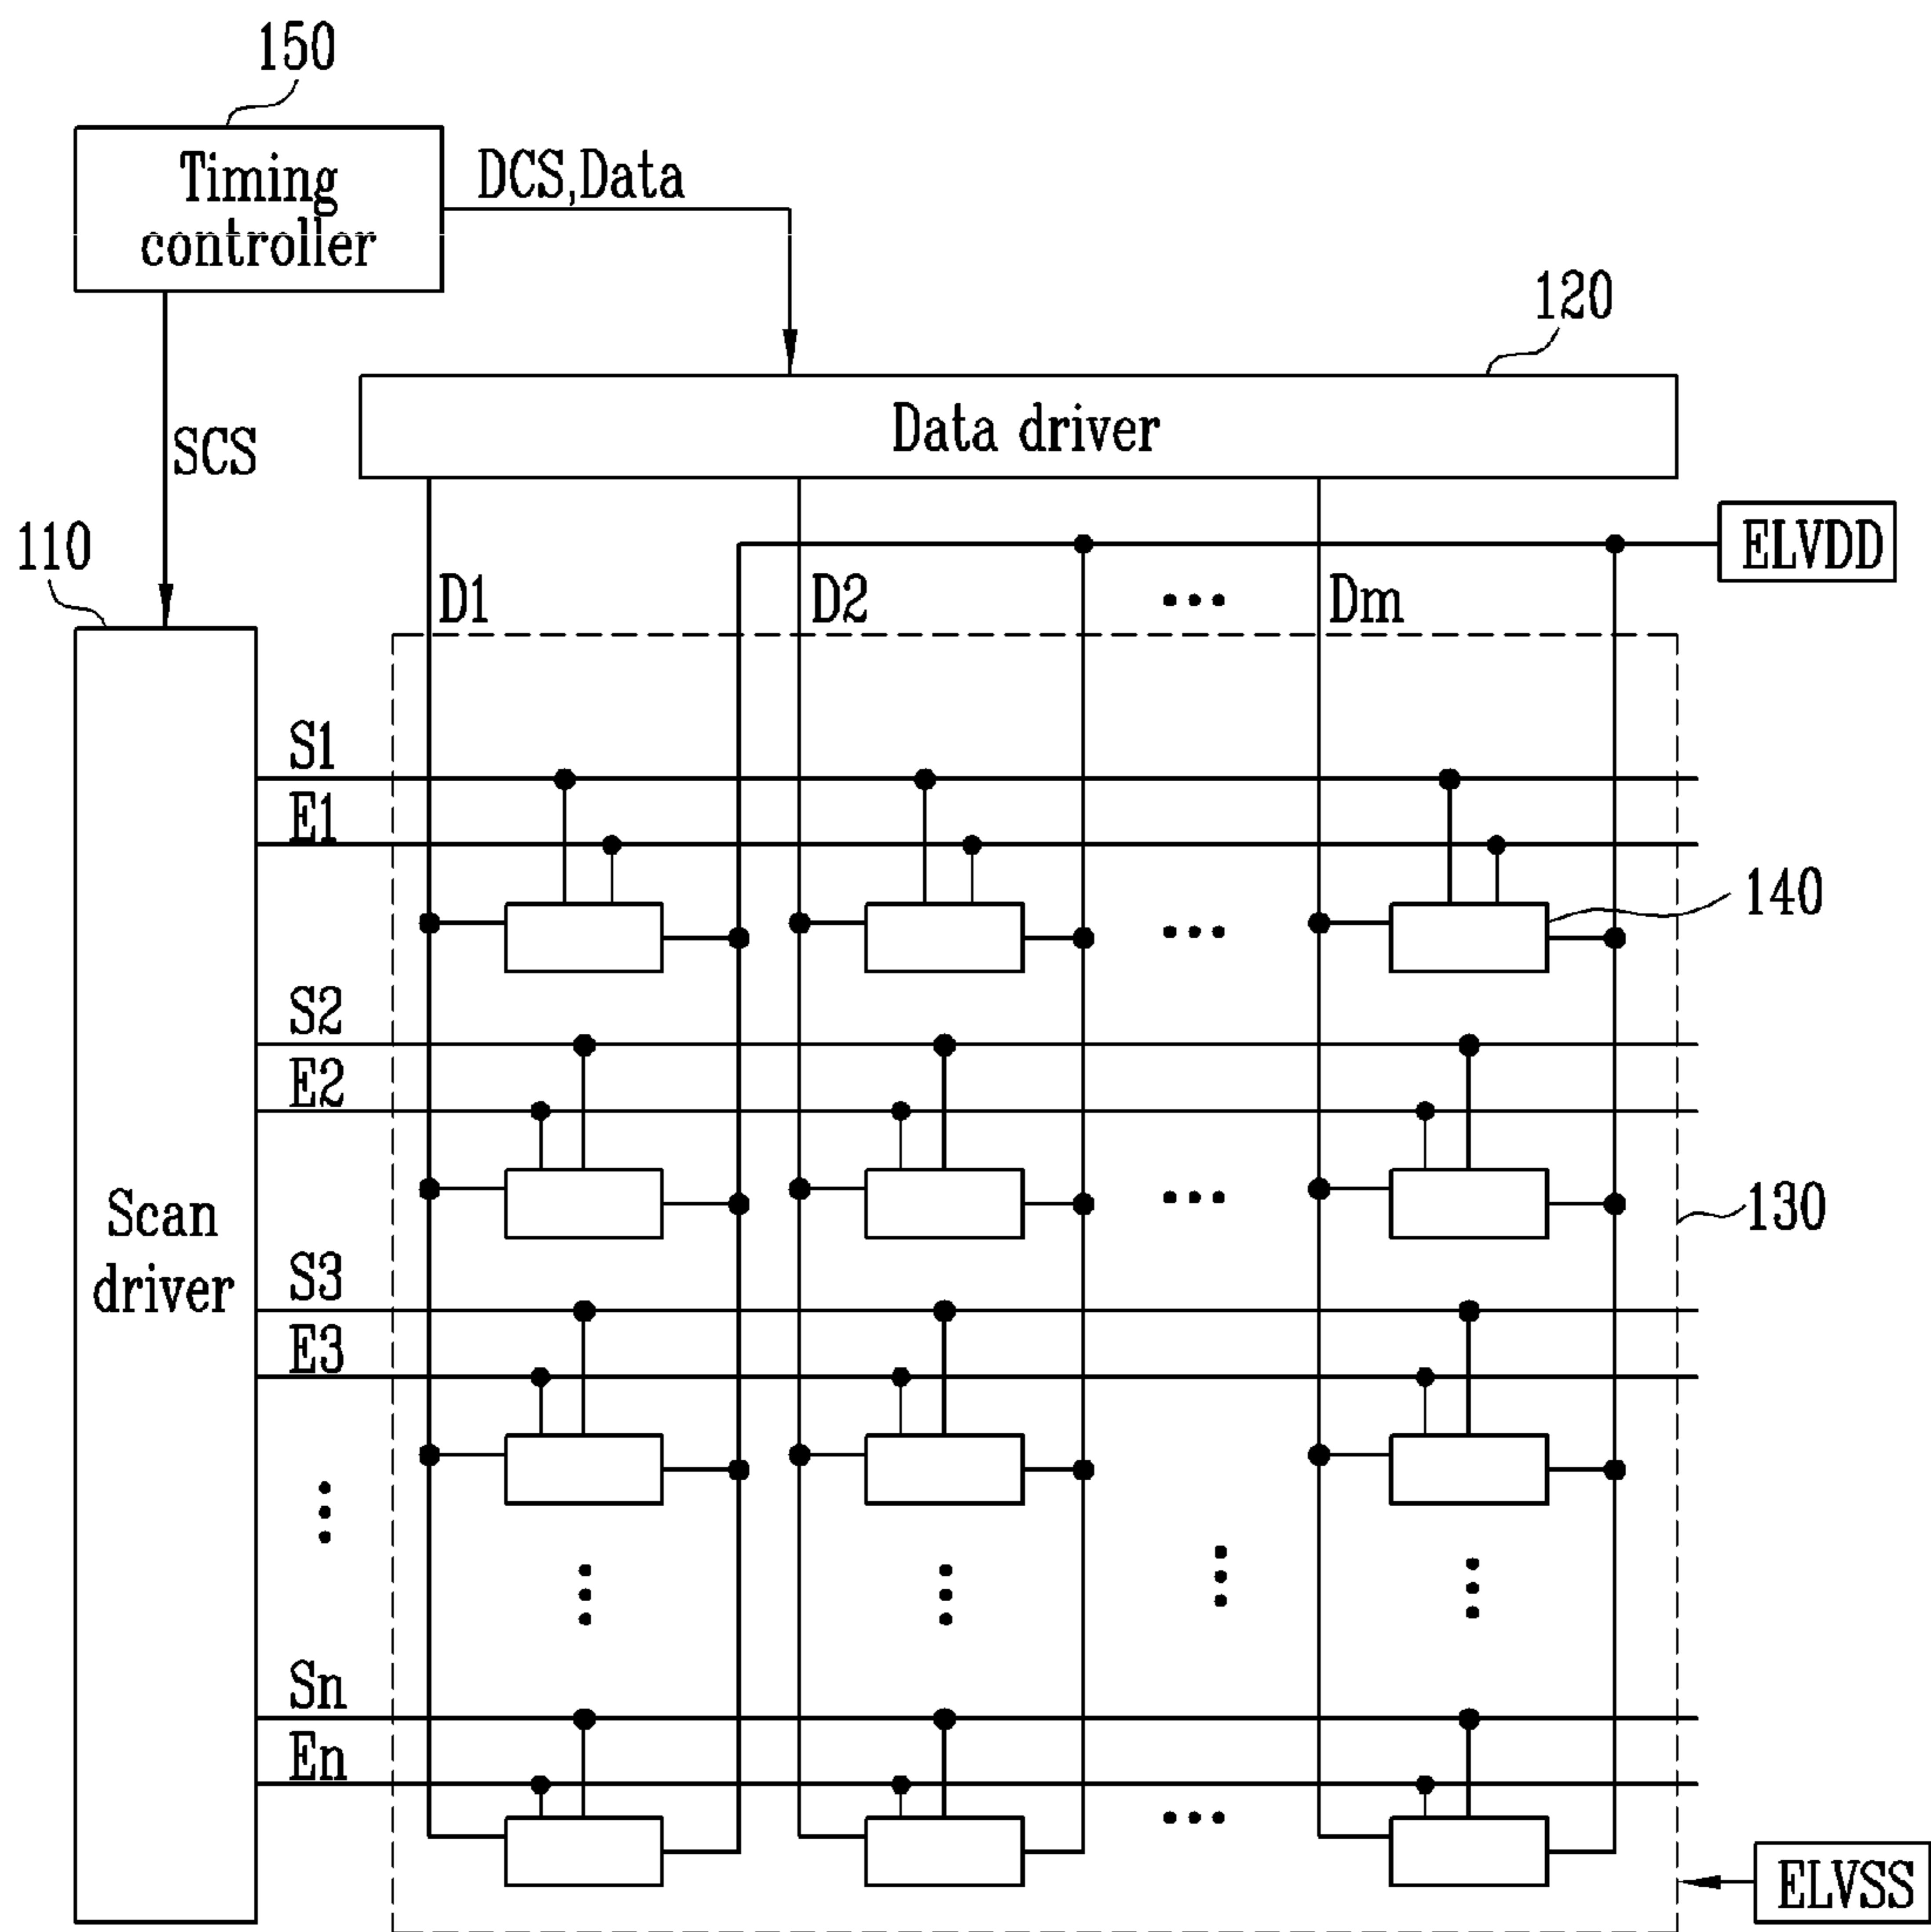 150
Timing
controller
DCS,Data
120
Data driver
SCS
110
ELVDD
D1
D2
Dm
S1
E1
140
S2
E2
130
Scan
driver
S3
E3
Sn
En
ELVSS